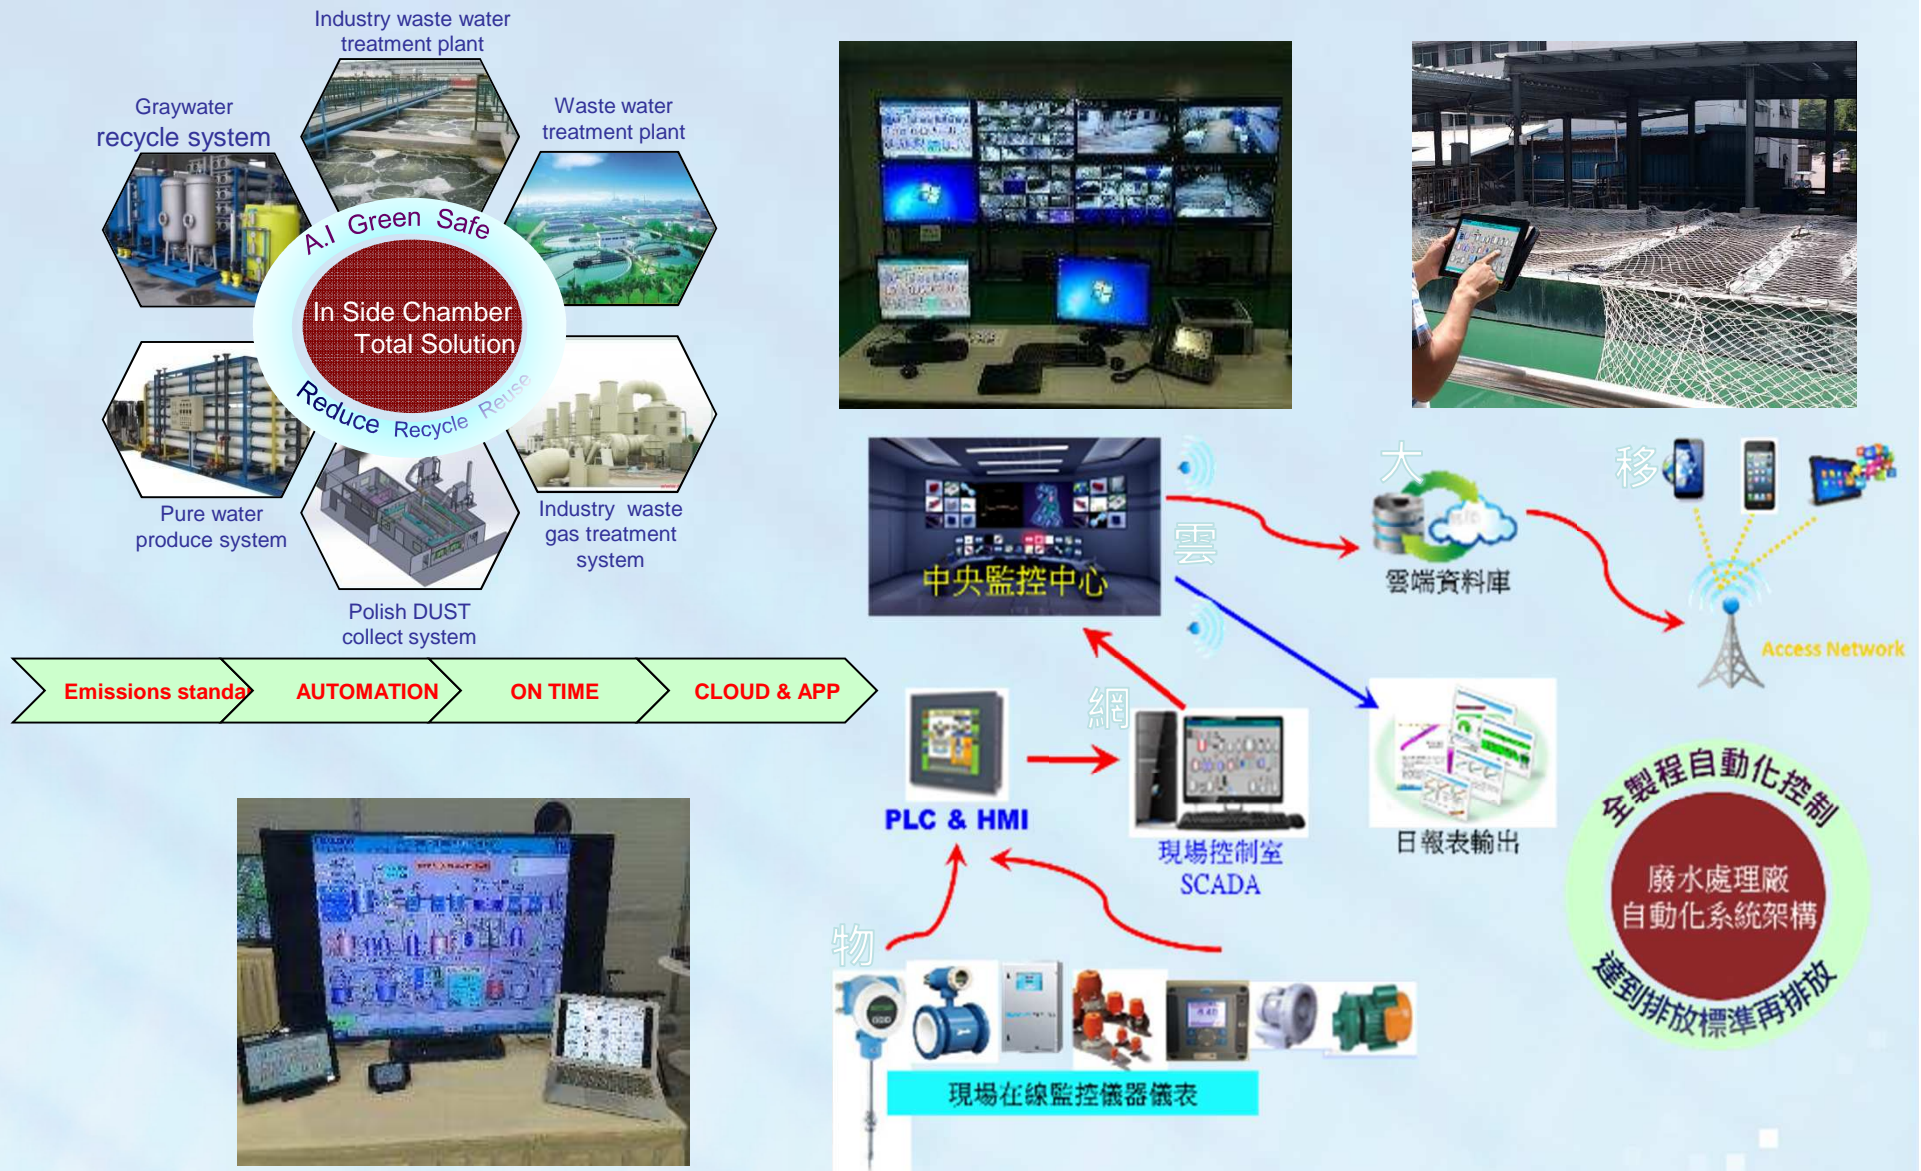 Industry waste water
treatment plant
Graywater
recycle system
Waste water
treatment plant
A.I Green Safe
In Side Chamber
Total Solution
Reduce Recycle Reuse
Pure water
produce system
Industry waste
gas treatment
system
Polish DUST
collect system
Emissions standa
AUTOMATION
ON TIME
CLOUD & APP
中央監控中心
雲
大
雲端資料庫
移
Access Network
網
PLC & HMI
現場控制室
SCADA
日報表輸出
物
現場在線監控儀器儀表
全製程自動化控制
廢水處理廠
自動化系統架構
達到排放標準再排放